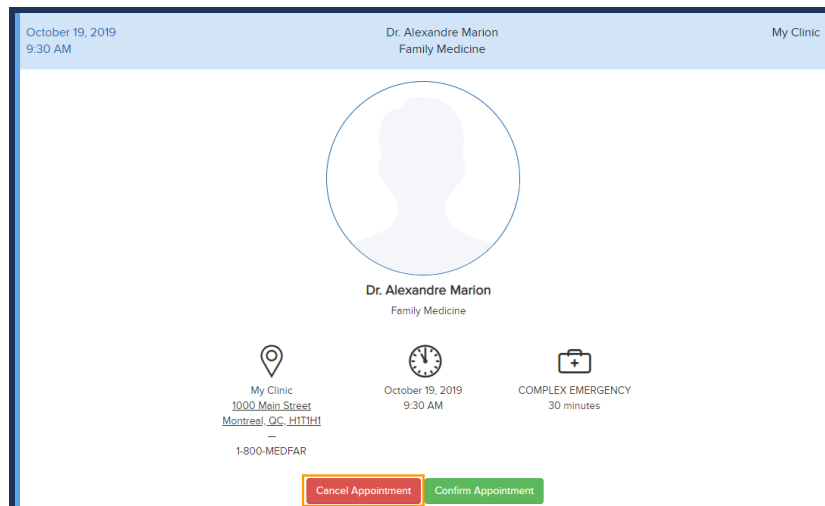 October 19, 2019
9:30 AM
Dr. Alexandre Marion
Family Medicine
My Clinic
Dr. Alexandre Marion
Family Medicine
My Clinic
1000 Main Street
Montreal, QC, H1T1H1
—
1-800-MEDFAR
October 19, 2019
9:30 AM
COMPLEX EMERGENCY
30 minutes
Cancel Appointment
Confirm Appointment